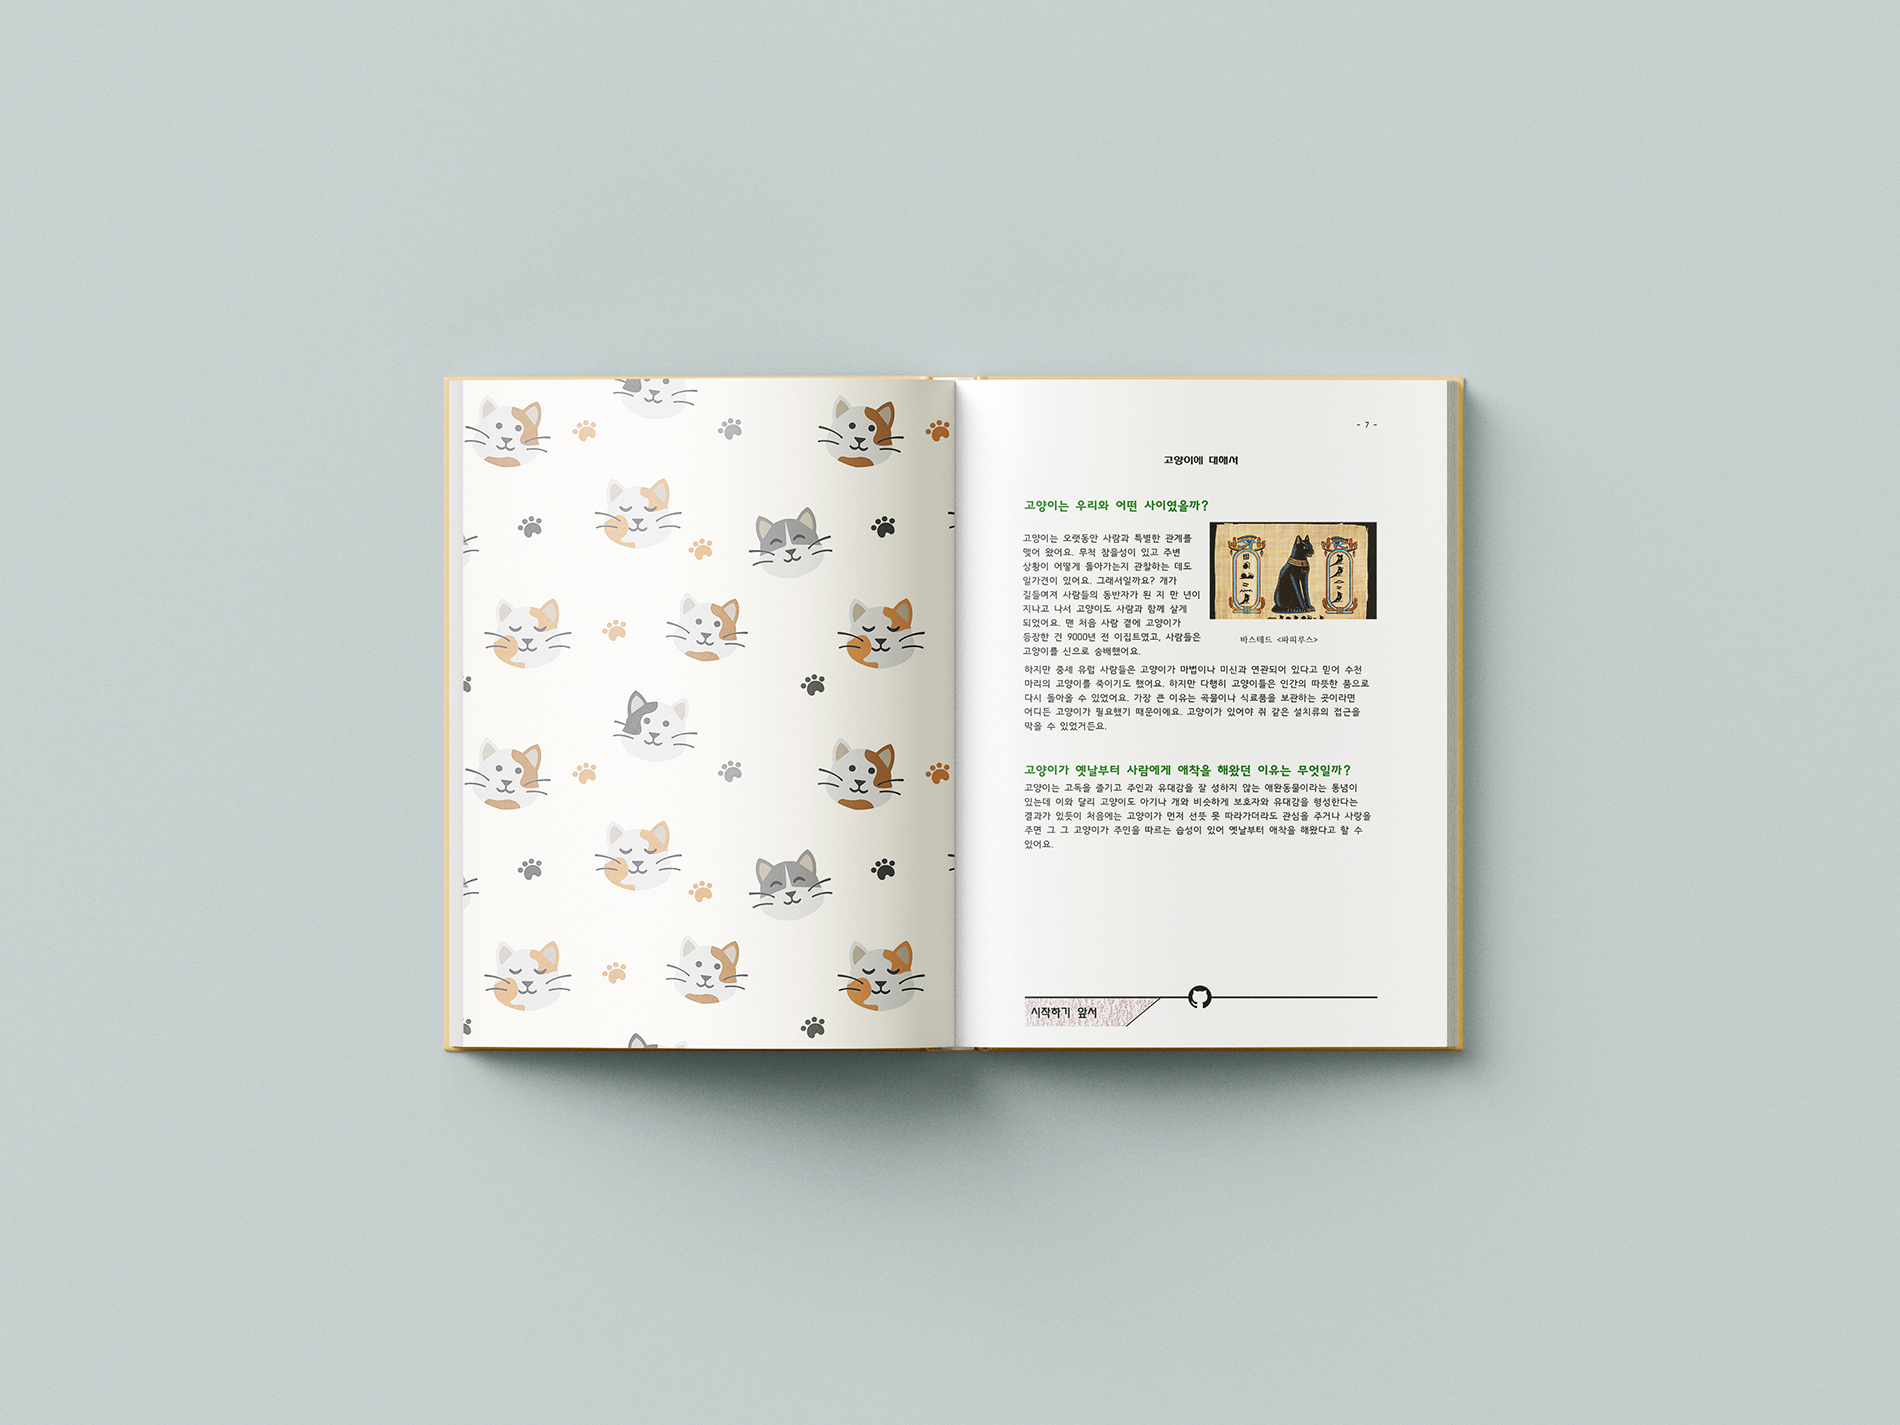 - 7 -
고양이에 대해서
고양이는 우리와 어떤 사이였을까?
고양이는 오랫동안 사람과 특별한 관계를
맺어 왔어요. 무척 참을성이 있고 주변
상황이 어떻게 돌아가는지 관찰하는 데도
일가견이 있어요. 그래서일까요? 개가
길들여져 사람들의 동반자가 된 지 만 년이
지나고 나서 고양이도 사람과 함께 살게
되었어요. 맨 처음 사람 곁에 고양이가
등장한 건 9000년 전 이집트였고, 사람들은
고양이를 신으로 숭배했어요.
바스테드 <파피루스>
하지만 중세 유럽 사람들은 고양이가 마법이나 미신과 연관되어 있다고 믿어 수천
마리의 고양이를 죽이기도 했어요. 하지만 다행히 고양이들은 인간의 따뜻한 품으로
다시 돌아올 수 있었어요. 가장 큰 이유는 곡물이나 식료품을 보관하는 곳이라면
어디든 고양이가 필요했기 때문이에요. 고양이가 있어야 쥐 같은 설치류의 접근을
막을 수 있었거든요.
고양이가 옛날부터 사람에게 애착을 해왔던 이유는 무엇일까?
고양이는 고독을 즐기고 주인과 유대감을 잘 성하지 않는 애완동물이라는 통념이
있는데 이와 달리 고양이도 아기나 개와 비슷하게 보호자와 유대감을 형성한다는
결과가 있듯이 처음에는 고양이가 먼저 선뜻 못 따라가더라도 관심을 주거나 사랑을
주면 그 그 고양이가 주인을 따르는 습성이 있어 옛날부터 애착을 해왔다고 할 수
있어요.
시작하기 앞서